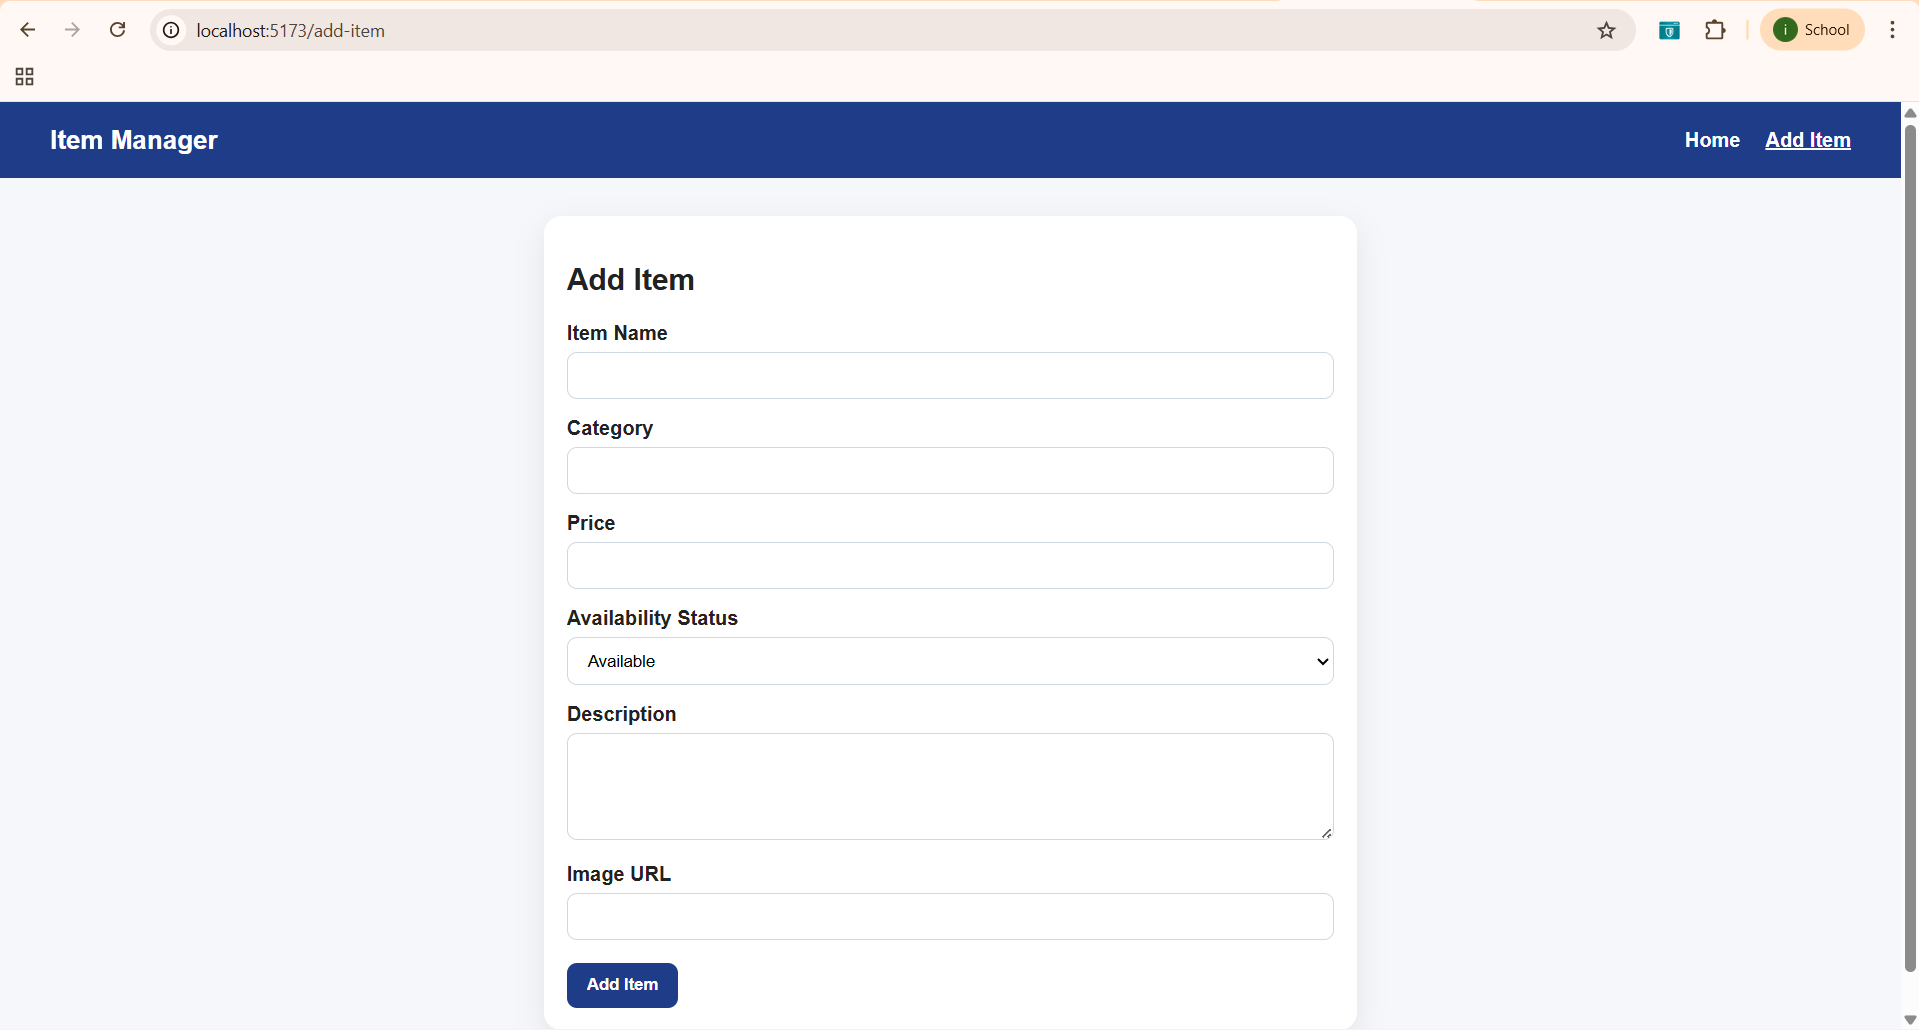 localhost:5173/add-item
i School
Item Manager
Home Add Item
Add Item
Item Name
Category
Price
Availability Status
Available
Description
Image URL
Add Item